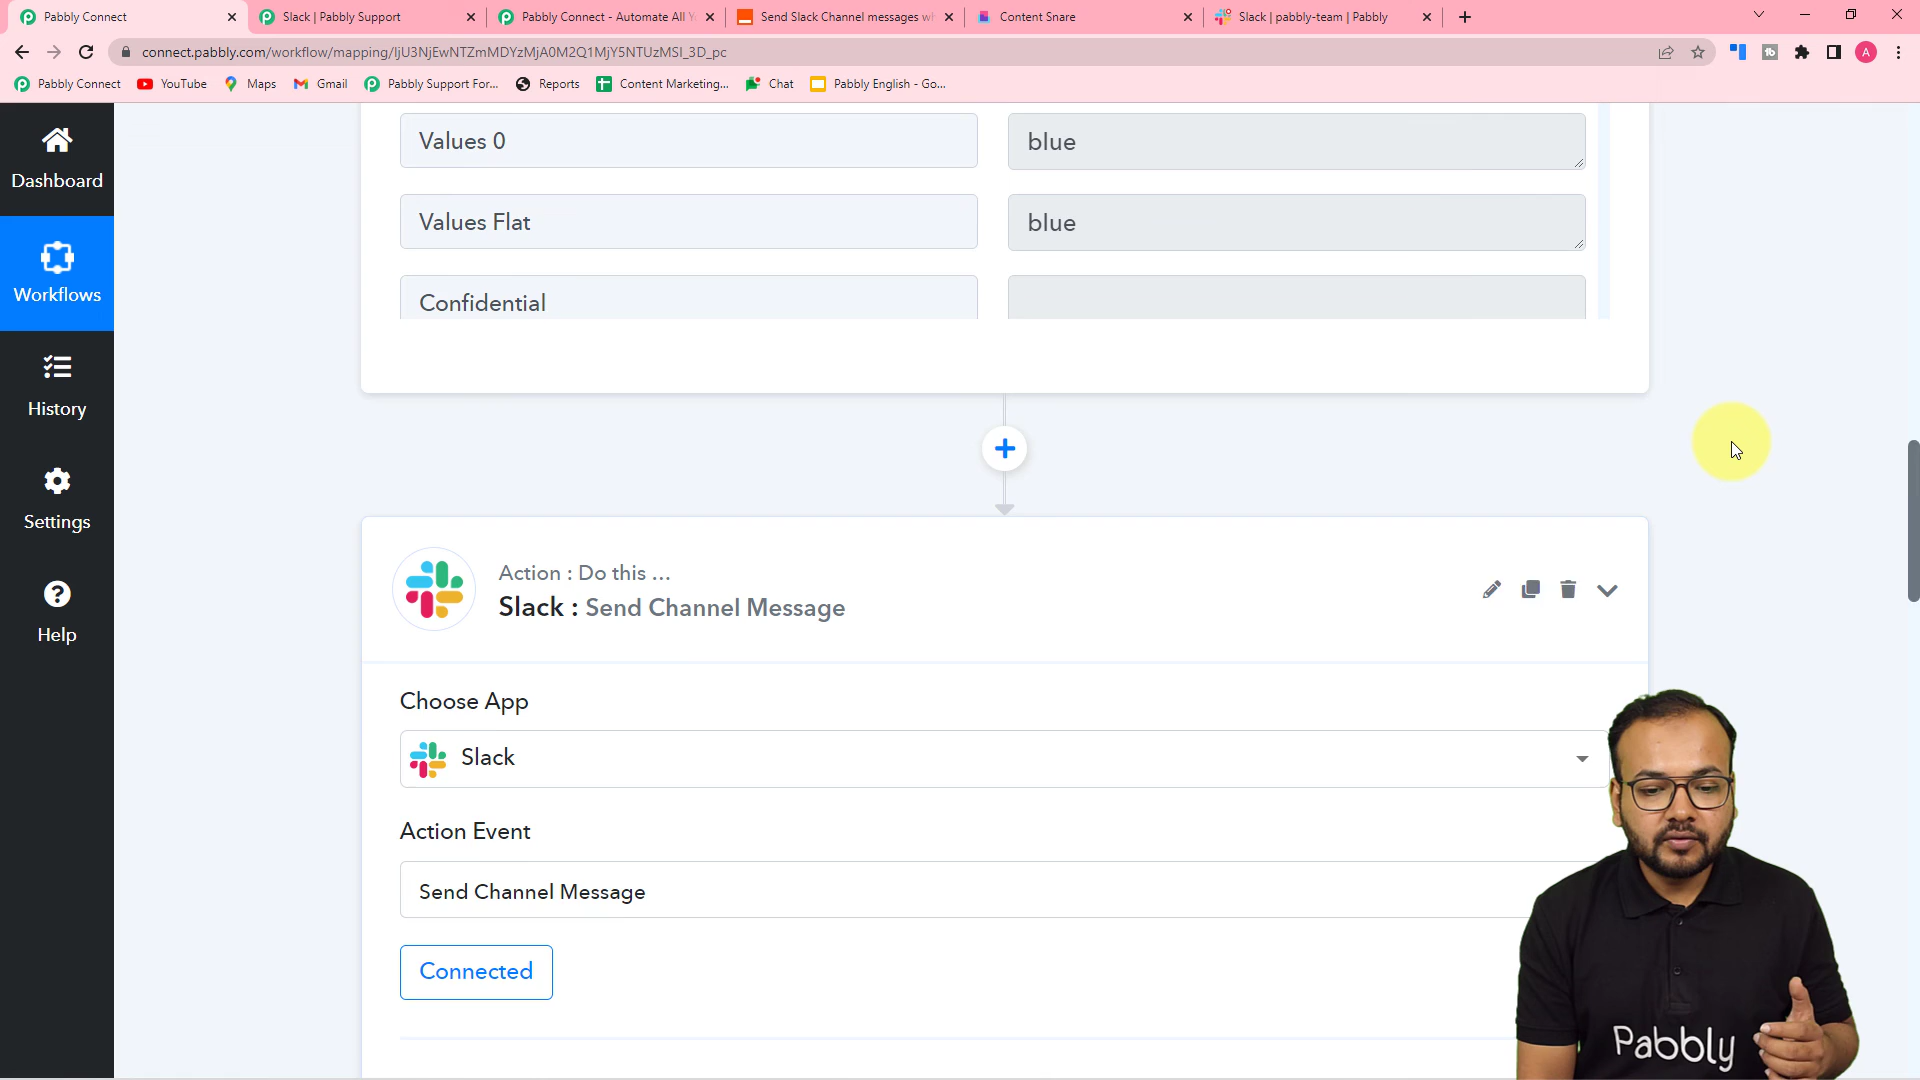 Pabbly Connect
Slack | Pabbly Support
Pabbly Connect - Automate All Y
Send Slack Channel messages wh
Content Snare
Slack | pabbly-team | Pabbly
connect.pabbly.com/workflow/mapping/IjU3NjEwNTZmMDYzMjA0M2Q1MjY5NTUzMSI_3D_pc
A
Pabbly Connect
YouTube
Maps
Gmail
Pabbly Support For...
Reports
Content Marketing...
Chat
Pabbly English - Go...
Dashboard
Workflows
History
Settings
Help
Values 0
blue
Values Flat
blue
Confidential
Action : Do this ...
Slack : Send Channel Message
Choose App
Slack
Action Event
Send Channel Message
Connected
Pabbly